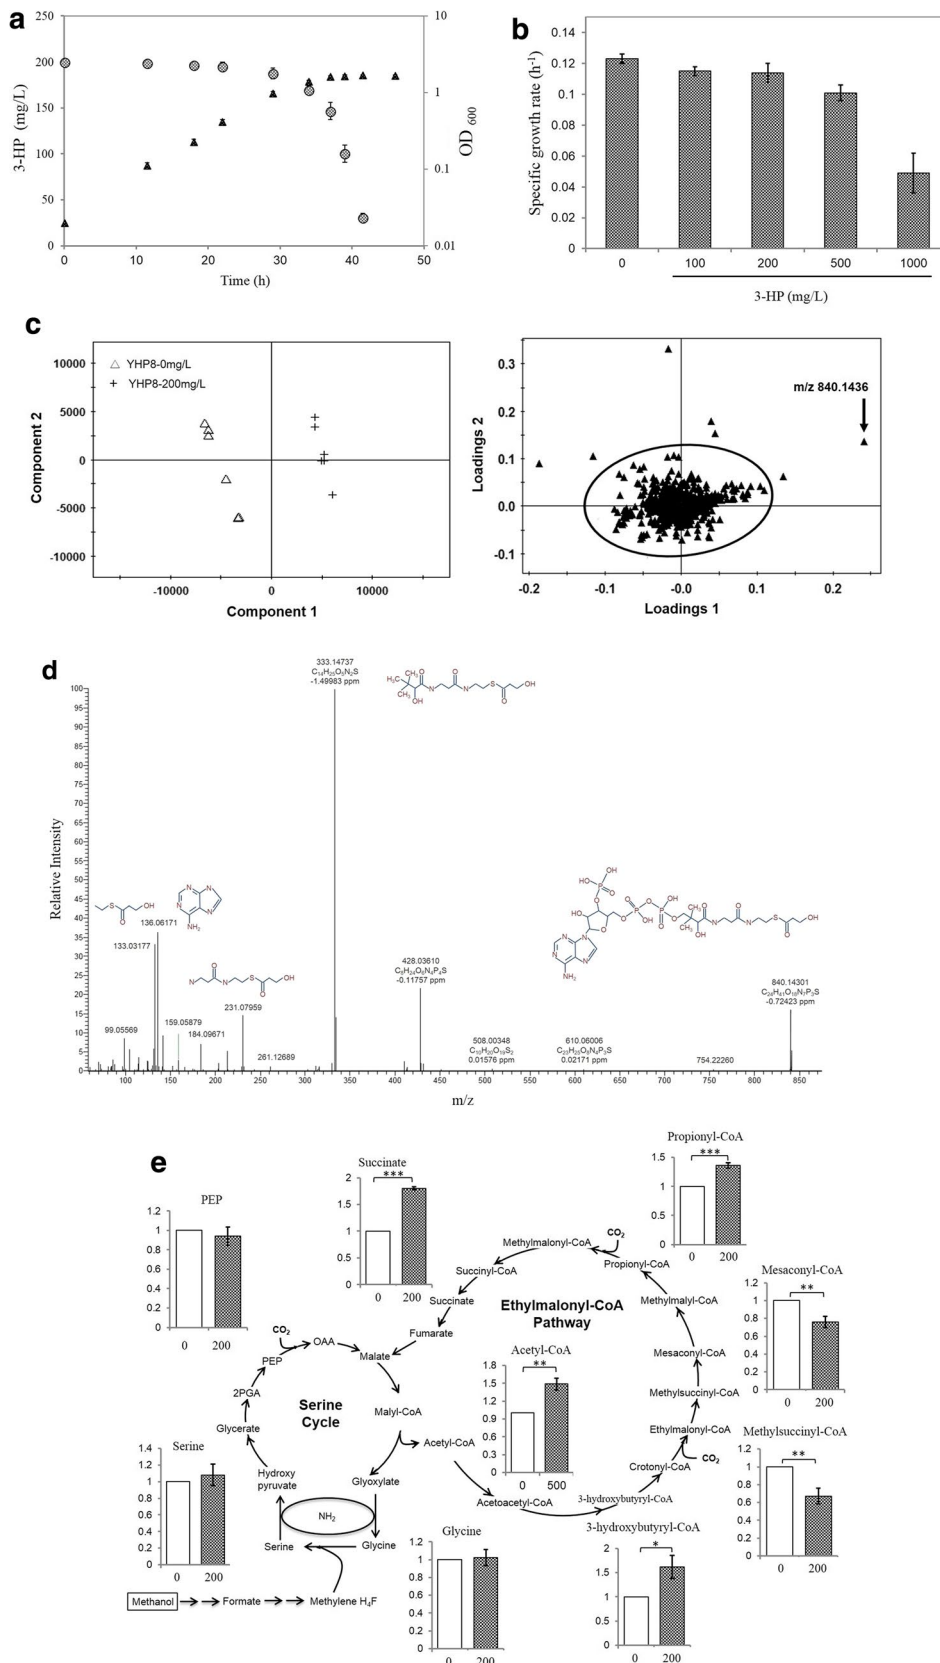 a
250
200
150
100
50
0
3-HP (mg/L)
10
1
0.1
0.01
OD 600
0 10 20 30 40 50
Time (h)
b
0.14
0.12
0.10
0.08
0.06
0.04
0.02
0
Specific growth rate (h-1)
0 100 200 500 1000
3-HP (mg/L)
c
△ YHP8-0mg/L
+ YHP8-200mg/L
10000
5000
0
-5000
-10000
Component 2
-10000 0 10000
Component 1
0.3
0.2
0.1
0.0
-0.1
Loadings 2
m/z 840.1436
-0.2 -0.1 -0.0 0.1 0.2
Loadings 1
d
333.14737
C14H25O5N2S
-1.49983 ppm
100
95
90
85
80
75
70
65
60
55
50
45
40
35
30
25
20
15
10
5
0
Relative Intensity
136.06171
133.03177
99.05569
159.05879
184.09671
231.07959
261.12689
428.03610
-0.11757 ppm
508.00348
0.01576 ppm
610.06006
0.02171 ppm
754.22260
840.14301
-0.72423 ppm
100 150 200 250 300 350 400 450 500 550 600 650 700 750 800 850
m/z
e
PEP
1.2
1
0.8
0.6
0.4
0.2
0
0 200
Succinate
***
2
1.5
1
0.5
0
0 200
Propionyl-CoA
***
1.5
1
0.5
0
0 200
Mesaconyl-CoA
**
1.2
1
0.8
0.6
0.4
0.2
0
0 200
Methylsuccinyl-CoA
**
1.2
1
0.8
0.6
0.4
0.2
0
0 200
Acetyl-CoA
**
1.8
1.5
1.2
0.9
0.6
0.3
0
0 500
Serine
1.4
1.2
1
0.8
0.6
0.4
0.2
0
0 200
Glycine
1.2
1
0.8
0.6
0.4
0.2
0
0 200
3-hydroxybutyryl-CoA
*
2
1.5
1
0.5
0
0 200
Ethylmalonyl-CoA
Pathway
Methylmalonyl-CoA
CO2
Propionyl-CoA
Succinyl-CoA
Succinate
Fumarate
Methylmalyl-CoA
Mesaconyl-CoA
Methylsuccinyl-CoA
Ethylmalonyl-CoA
CO2
Crotonyl-CoA
3-hydroxybutyryl-CoA
Acetoacetyl-CoA
Acetyl-CoA
Serine
Cycle
CO2
OAA
Malate
PEP
2PGA
Glycerate
Hydroxy
pyruvate
Malyl-CoA
Glyoxylate
NH2
Serine
Glycine
Methanol
Formate
Methylene H4F